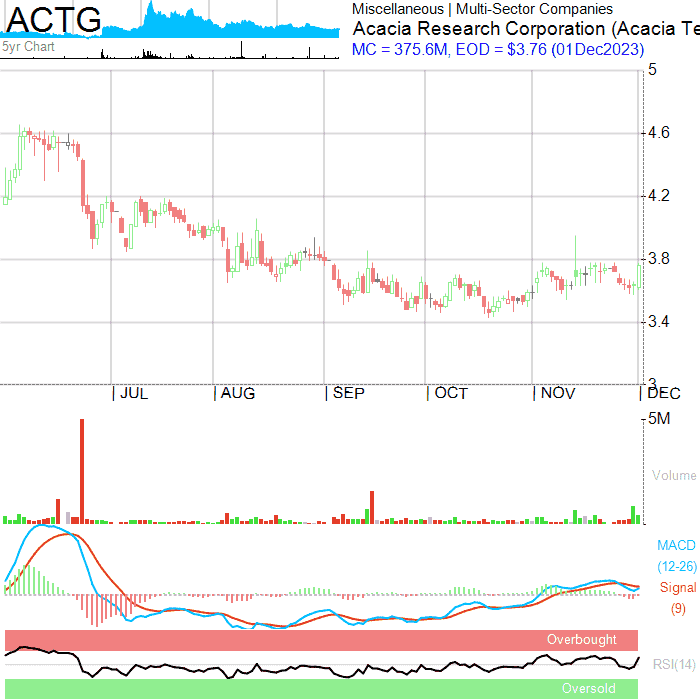 ACTG
5yr Chart
Miscellaneous | Multi-Sector Companies
Acacia Research Corporation (Acacia Te
MC = 375.6M, EOD = $3.76 (01Dec2023)
5
4.6
4.2
3.8
3.4
3
| JUL | AUG | SEP | OCT | NOV | DEC
5M
Volume
MACD
(12-26)
Signal
(9)
Overbought
RSI(14)
Oversold